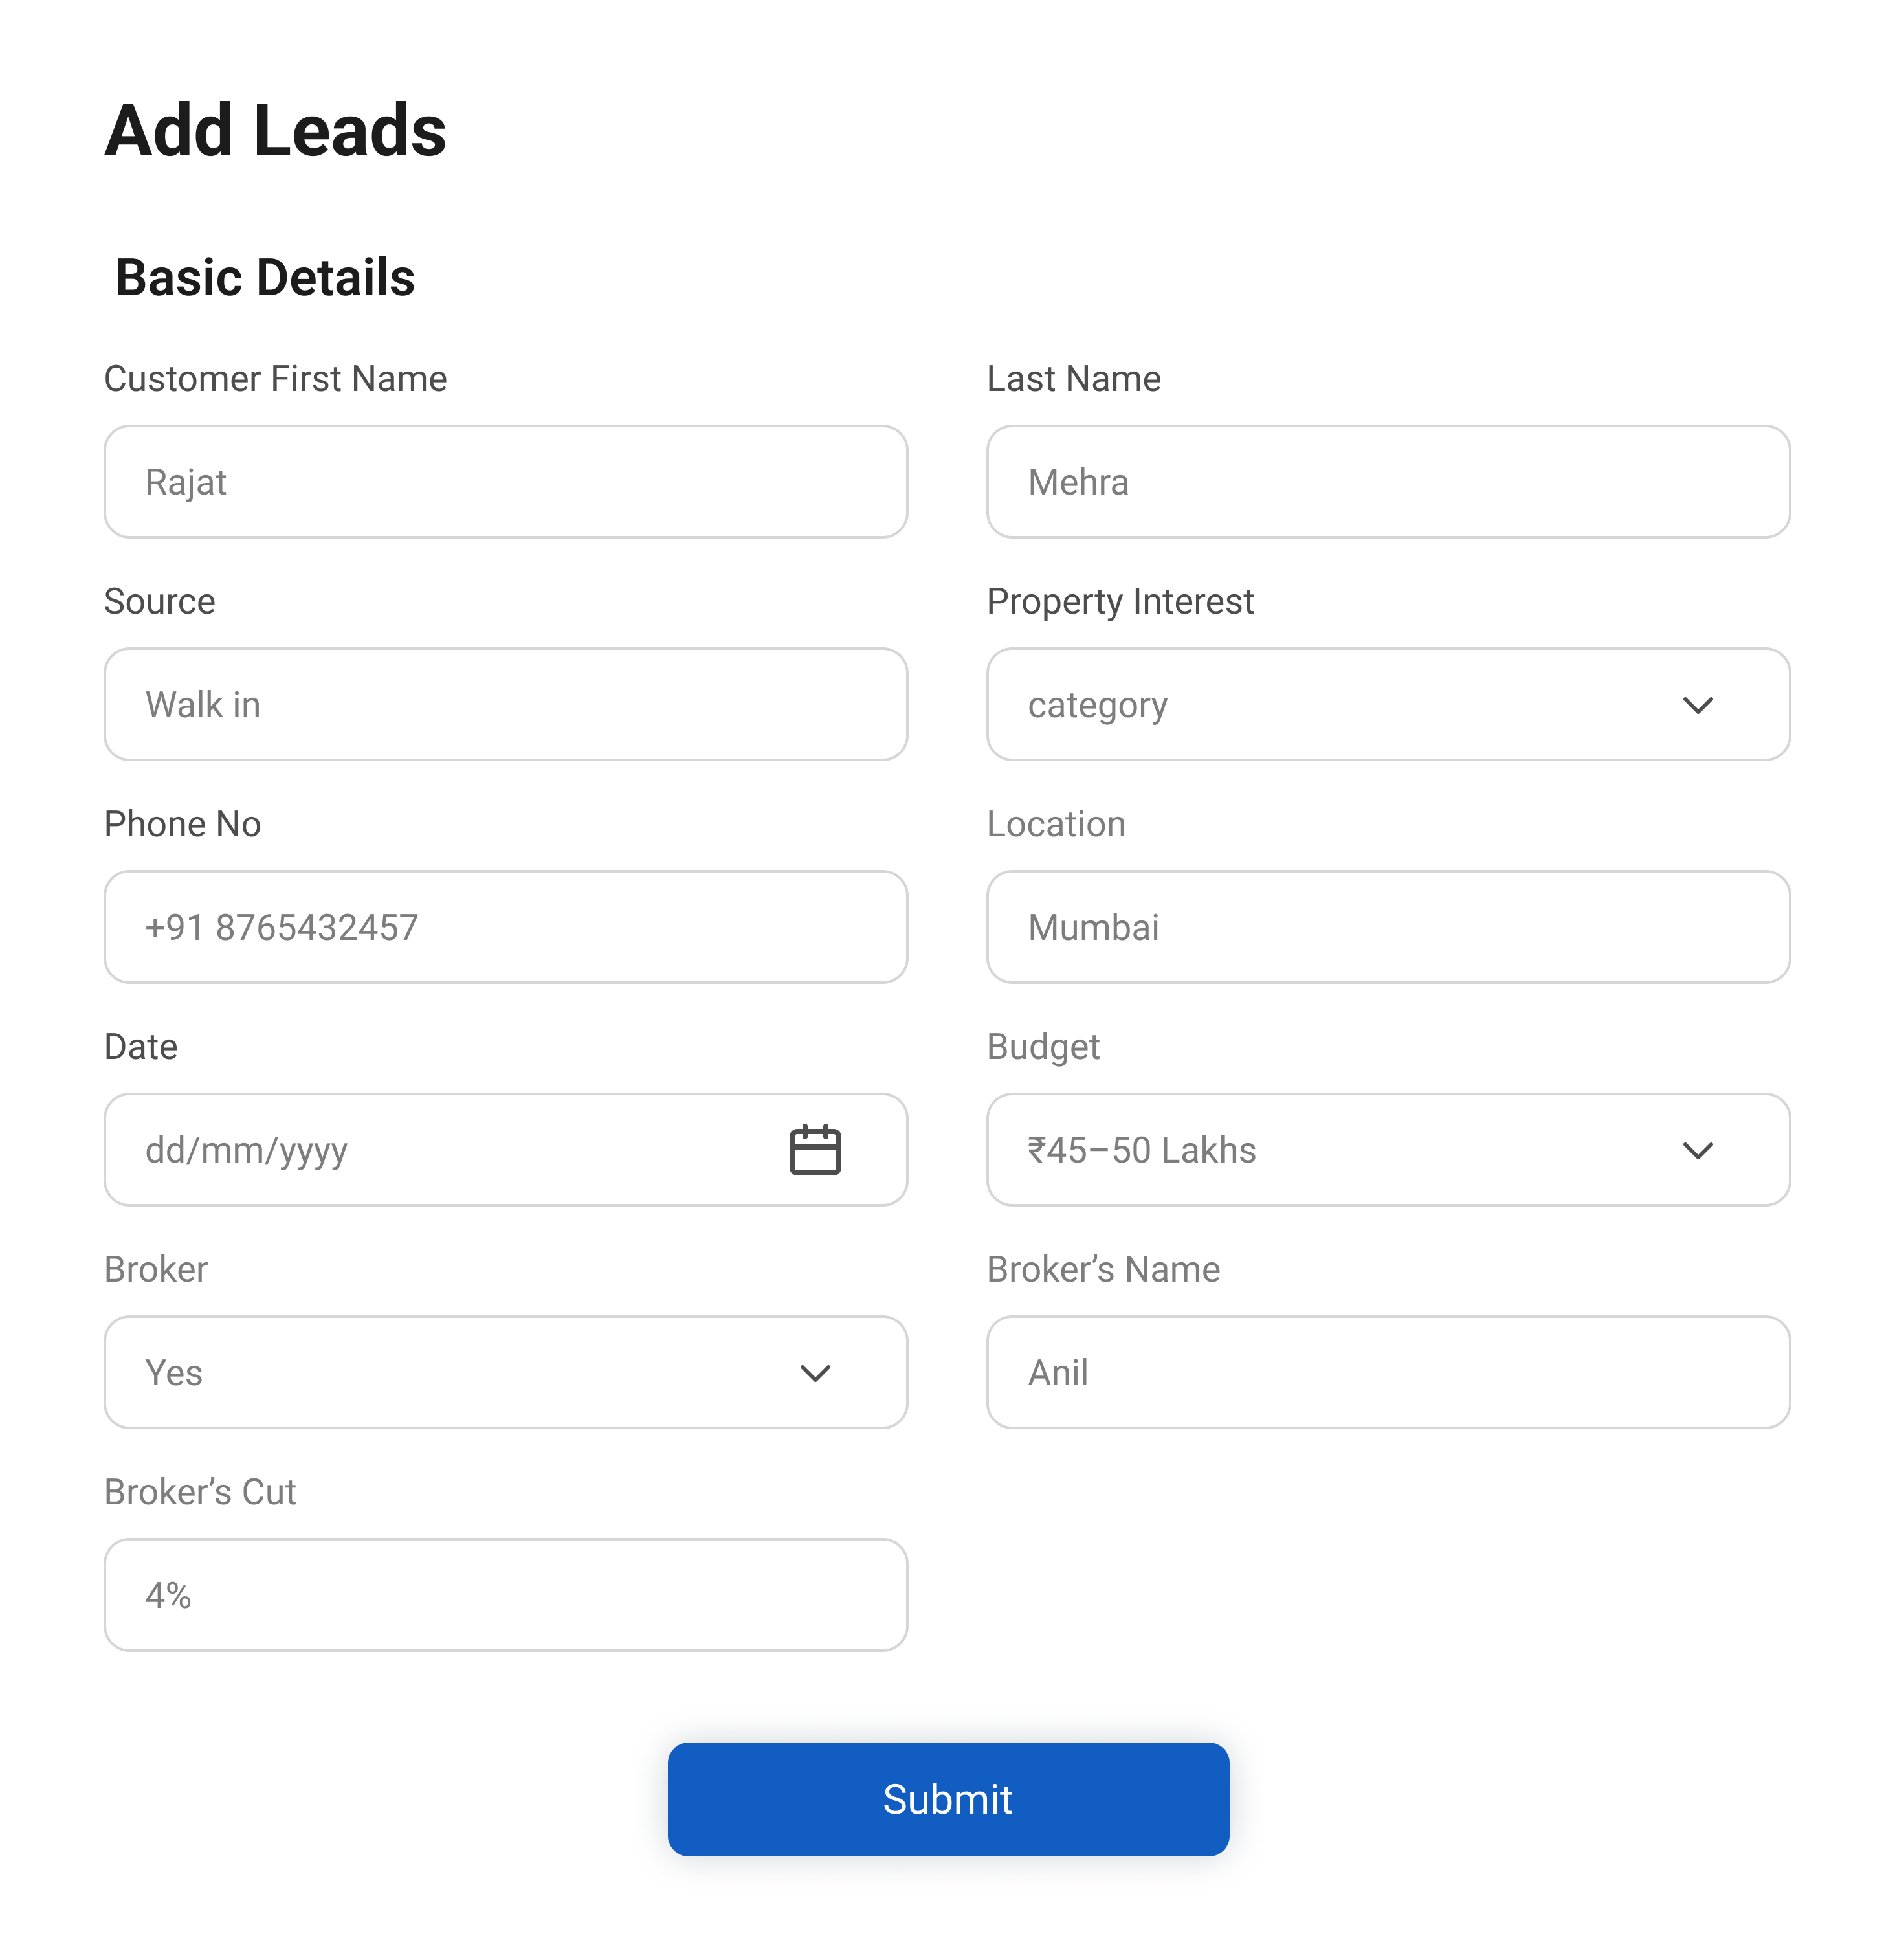 Add Leads
Basic Details
Customer First Name
Last Name
Rajat
Mehra
Source
Property Interest
Walk in
category
Phone No
Location
+91 8765432457
Mumbai
Date
Budget
dd/mm/yyyy
₹45–50 Lakhs
Broker
Broker’s Name
Yes
Anil
Broker’s Cut
4%
Submit